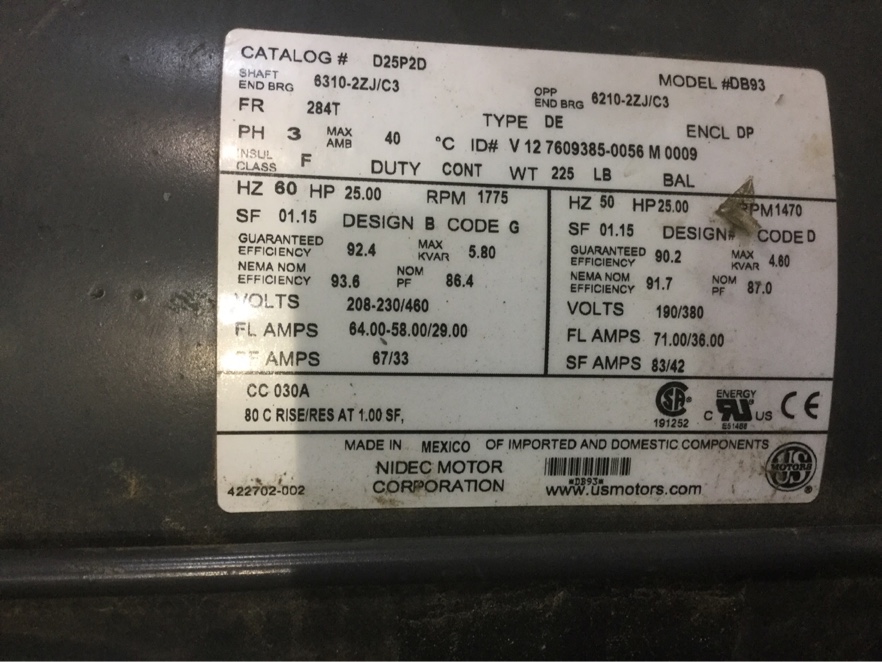 CATALOG # D25P2D
MODEL #DB93
SHAFT END BRG 6310-2ZJ/C3
OPP END BRG 6210-2ZJ/C3
FR 284T
TYPE DE
ENCL DP
PH 3 MAX AMB 40 °C ID# V 12 7609385-0056 M 0009
INSUL CLASS F DUTY CONT WT 225 LB BAL
HZ 60 HP 25.00 RPM 1775
SF 01.15 DESIGN B CODE G
GUARANTEED EFFICIENCY 92.4 MAX KVAR 5.80
NEMA NOM EFFICIENCY 93.6 NOM PF 86.4
VOLTS 208-230/460
FL AMPS 64.00-58.00/29.00
SF AMPS 67/33
HZ 50 HP 25.00 RPM 1470
SF 01.15 DESIGN# CODE D
GUARANTEED EFFICIENCY 90.2 MAX KVAR 4.60
NEMA NOM EFFICIENCY 91.7 NOM PF 87.0
VOLTS 190/380
FL AMPS 71.00/36.00
SF AMPS 83/42
CC 030A
80 C RISE/RES AT 1.00 SF,
SA ®
191252
ENERGY
C UR US
E51468
CE
MADE IN MEXICO OF IMPORTED AND DOMESTIC COMPONENTS
NIDEC MOTOR
CORPORATION
*DB93*
www.usmotors.com
422702-002
US MOTORS ®